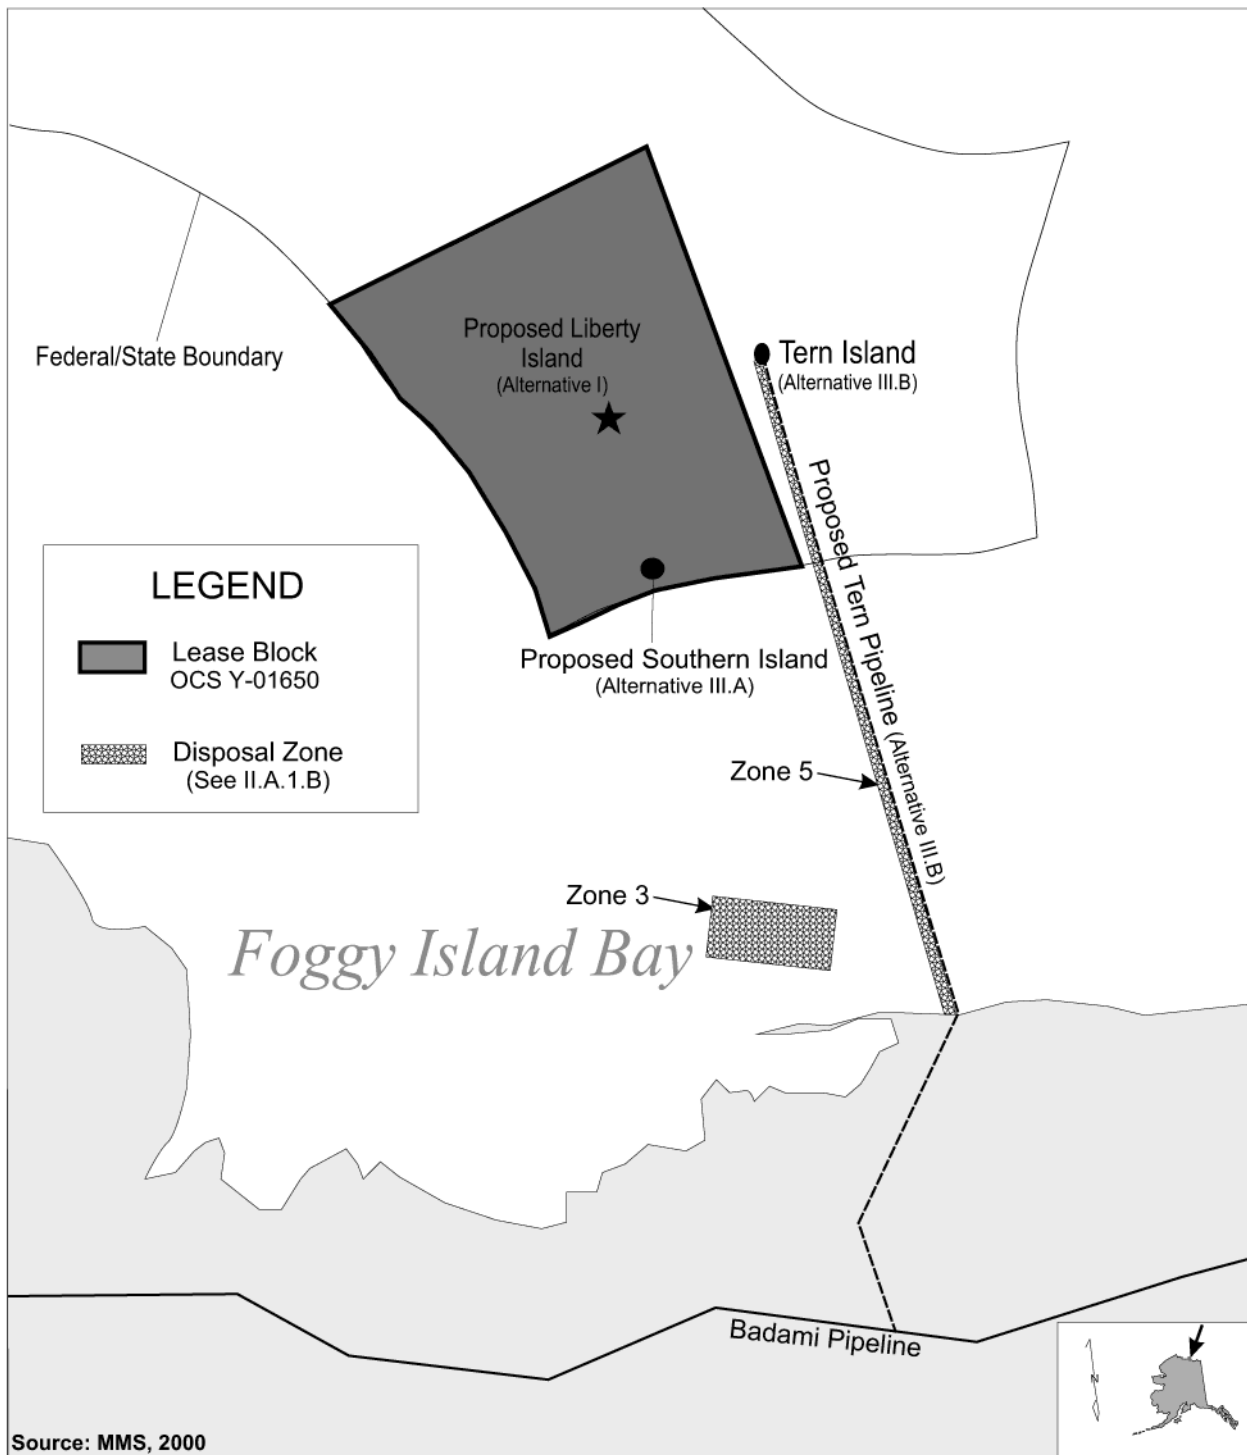 Federal/State Boundary
Proposed Liberty
Island
(Alternative I)
Tern Island
(Alternative III.B)
Proposed Tern Pipeline (Alternative III.B)
LEGEND
Lease Block
OCS Y-01650
Disposal Zone
(See II.A.1.B)
Proposed Southern Island
(Alternative III.A)
Zone 5
Zone 3
Foggy Island Bay
Badami Pipeline
N
Source: MMS, 2000